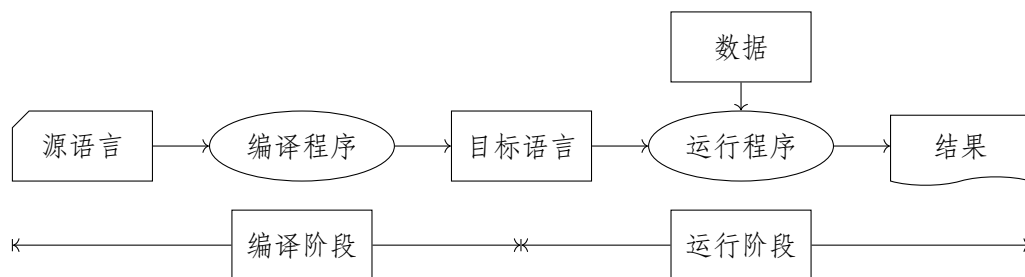 数据
源语言
编译程序
目标语言
运行程序
结果
编译阶段
运行阶段